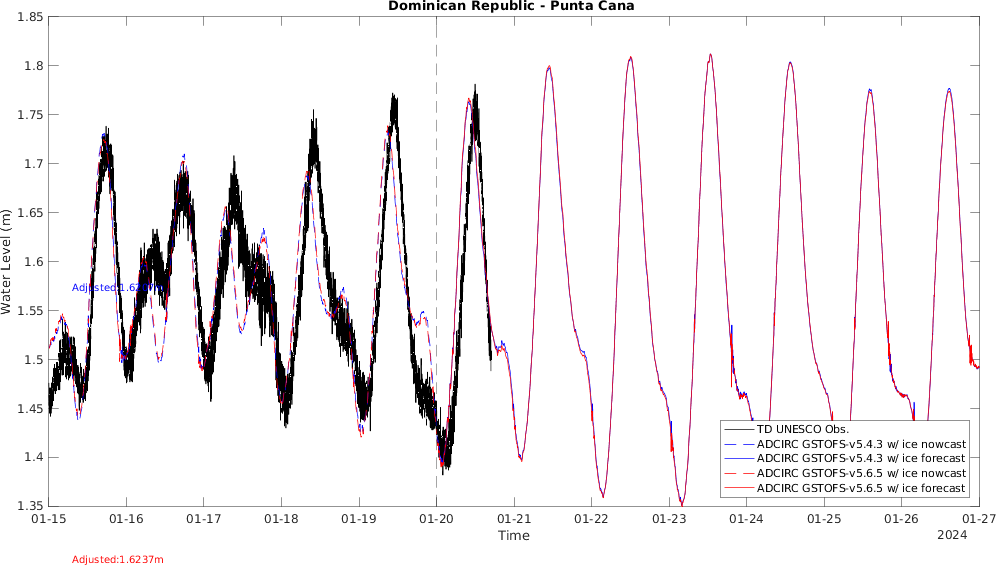 Dominican Republic - Punta Cana
Water Level (m)
1.85
1.8
1.75
1.7
1.65
1.6
1.55
1.5
1.45
1.4
1.35
TD UNESCO Obs.
ADCIRC GSTOFS-v5.4.3 w/ ice nowcast
ADCIRC GSTOFS-v5.4.3 w/ ice forecast
ADCIRC GSTOFS-v5.6.5 w/ ice nowcast
ADCIRC GSTOFS-v5.6.5 w/ ice forecast
01-15 01-16 01-17 01-18 01-19 01-20 01-21 01-22 01-23 01-24 01-25 01-26 01-27
Time
2024
Adjusted:1.6237m